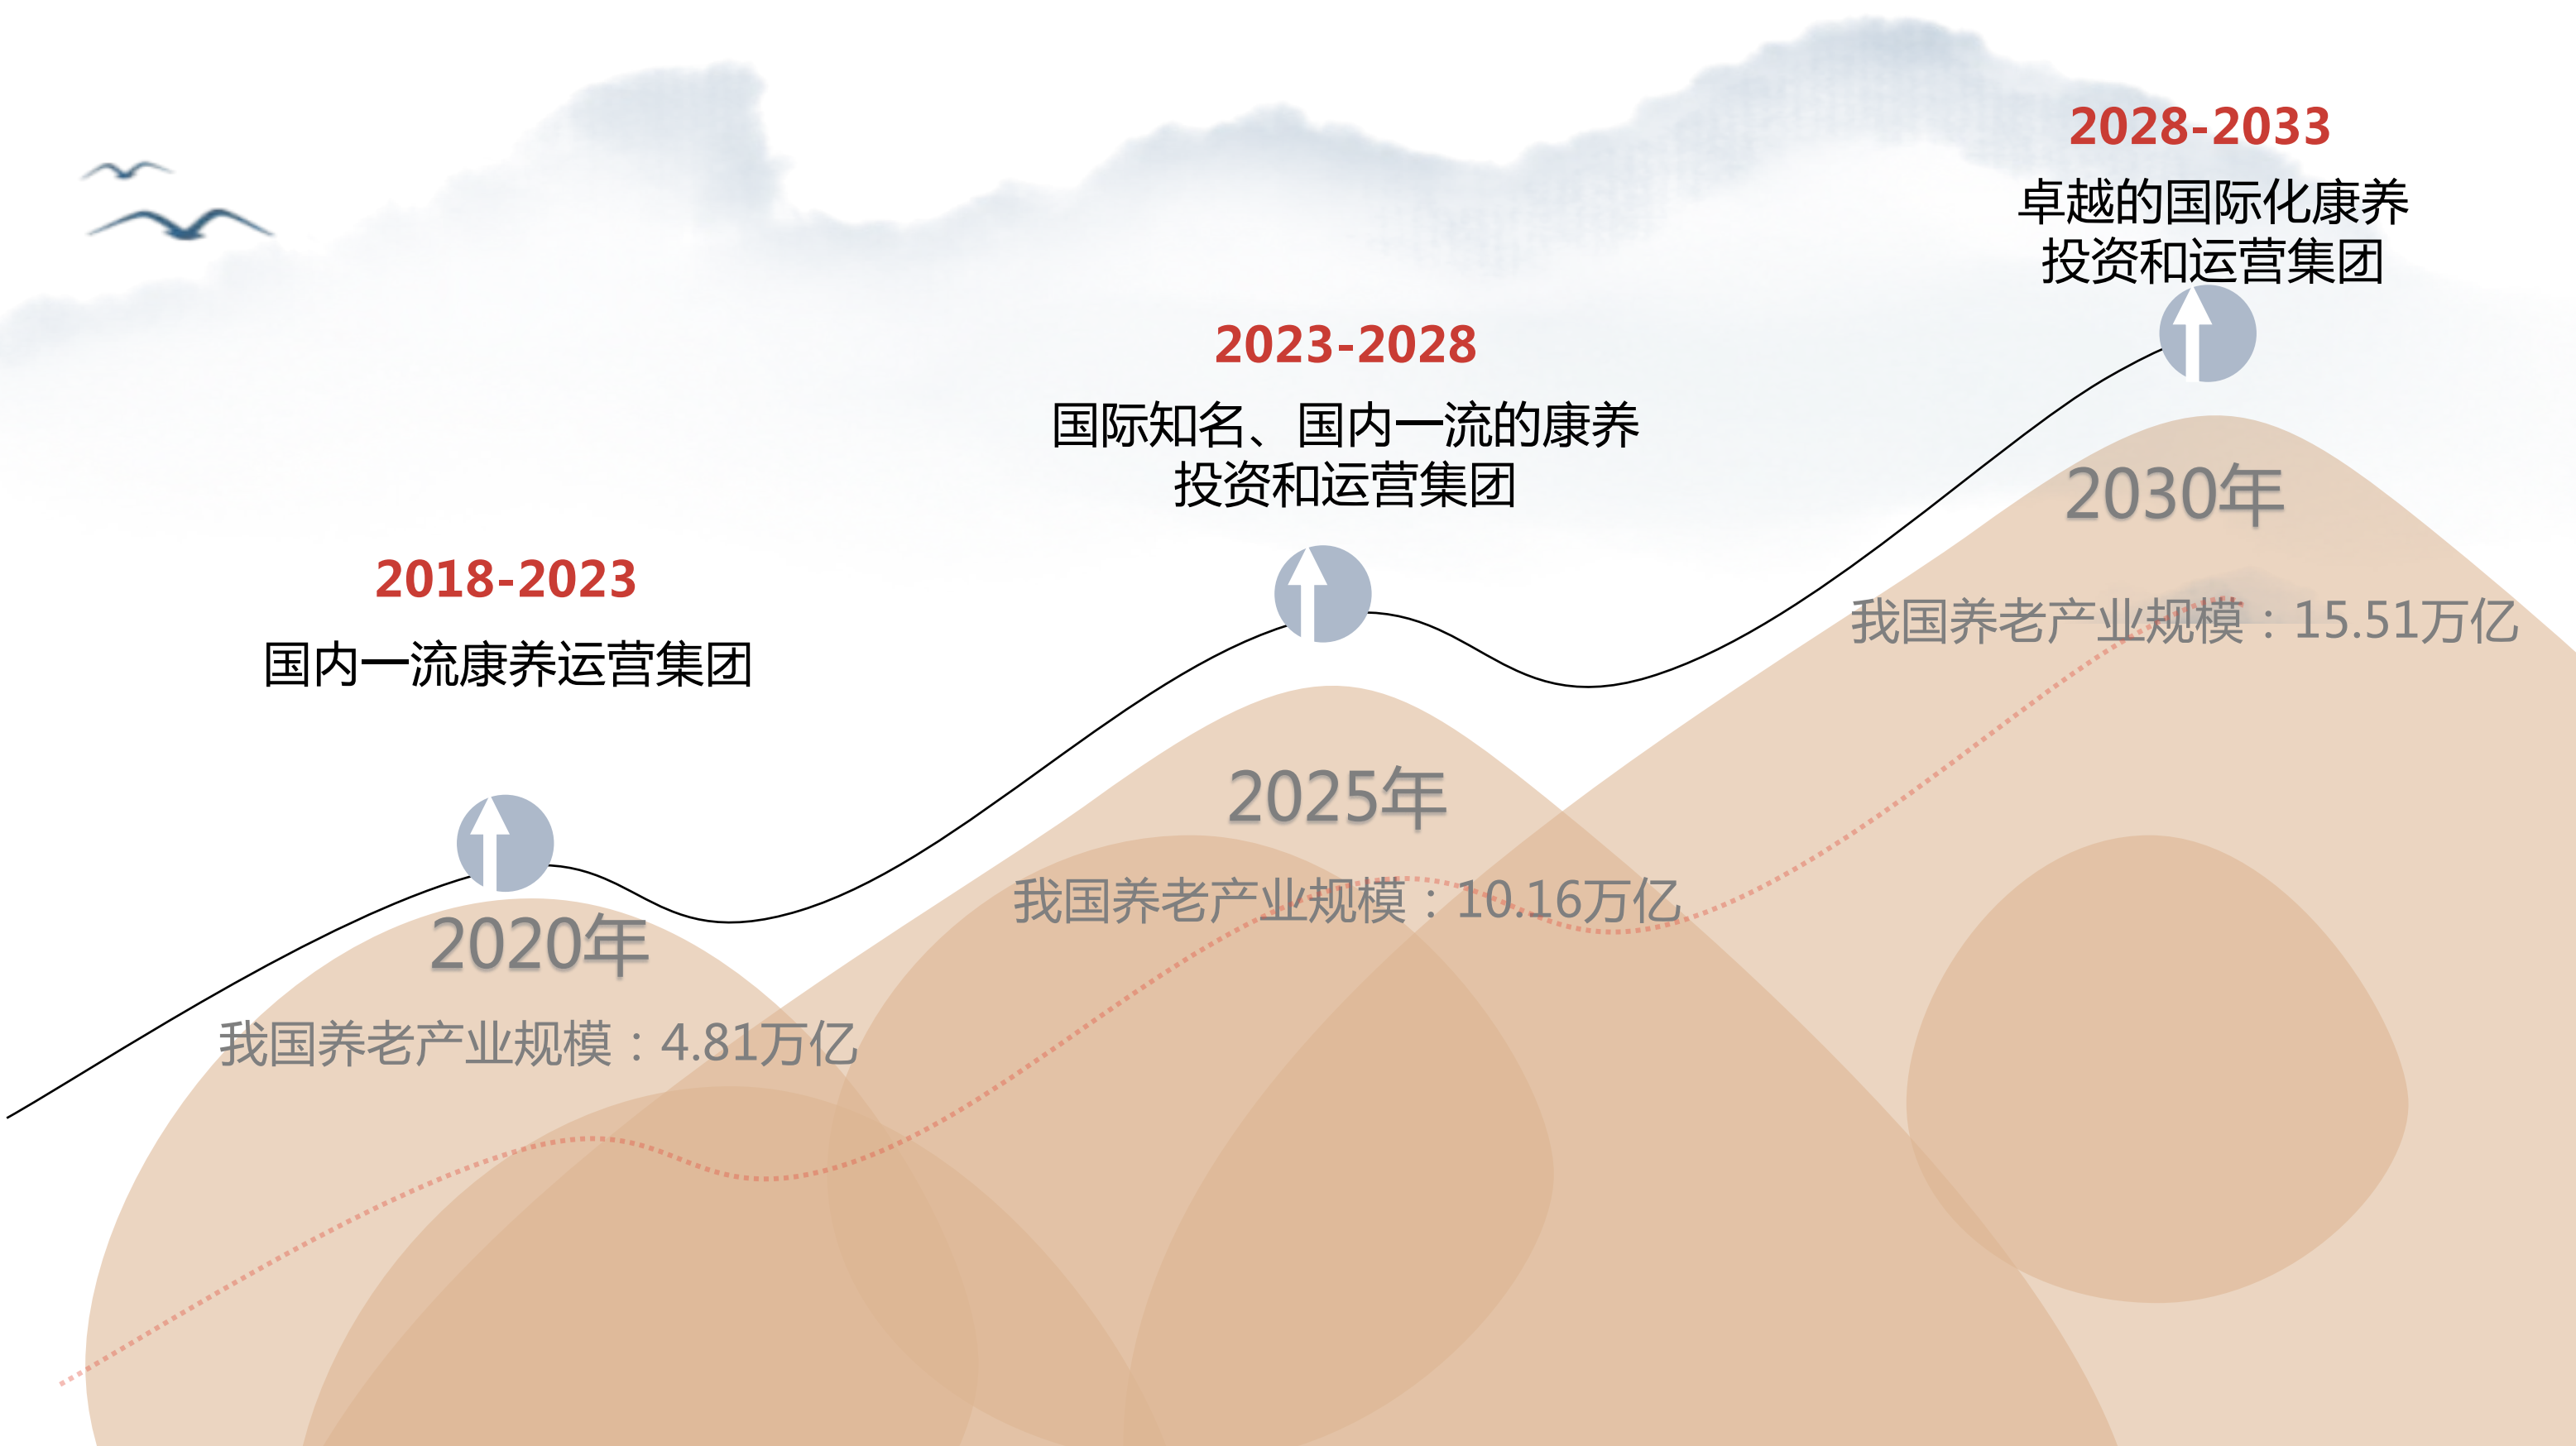 2018-2023
国内一流康养运营集团
2020年
我国养老产业规模：4.81万亿
2023-2028
国际知名、国内一流的康养
投资和运营集团
2025年
我国养老产业规模：10.16万亿
2028-2033
卓越的国际化康养
投资和运营集团
2030年
我国养老产业规模：15.51万亿